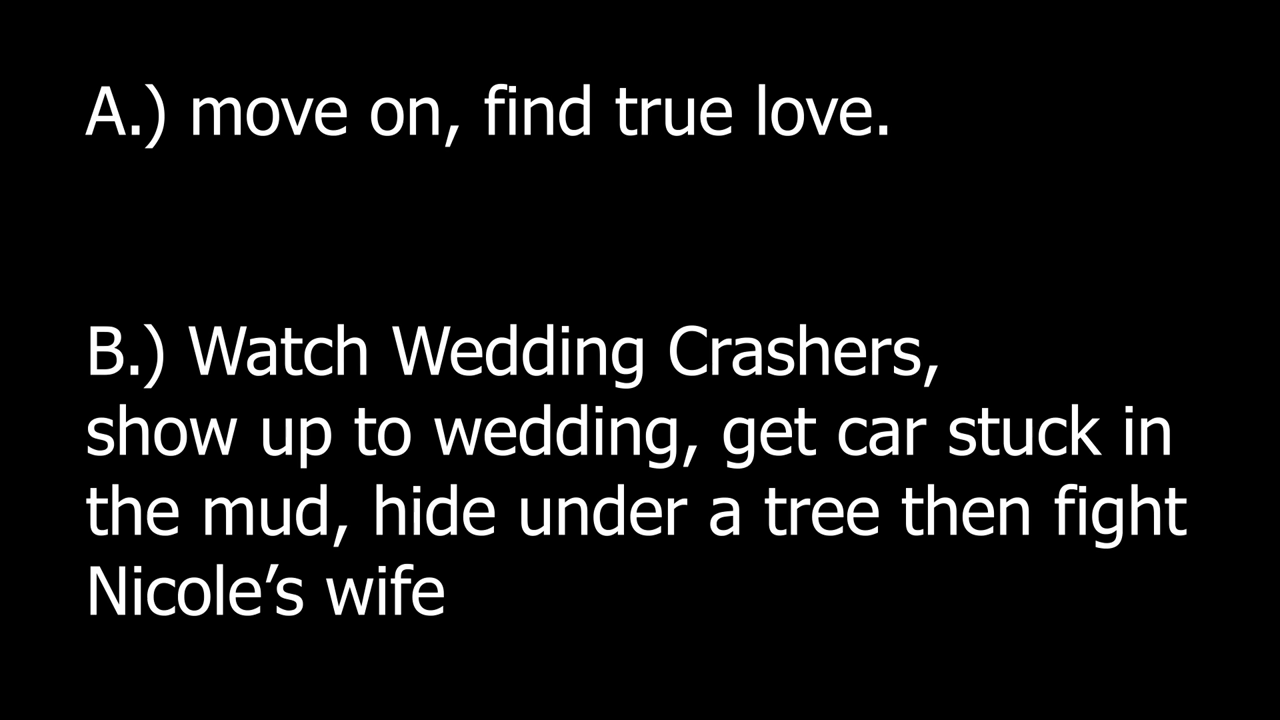 A.) move on, find true love.
B.) Watch Wedding Crashers,
show up to wedding, get car stuck in
the mud, hide under a tree then fight
Nicole’s wife